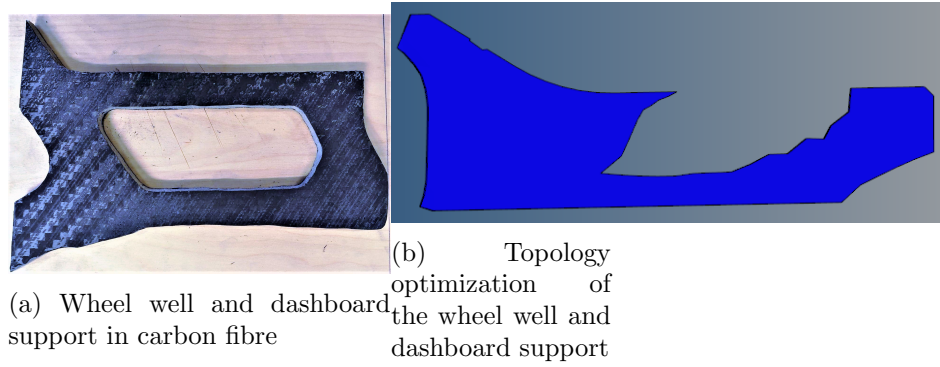 (a) Wheel well and dashboard
support in carbon fibre
(b) Topology
optimization of
the wheel well and
dashboard support